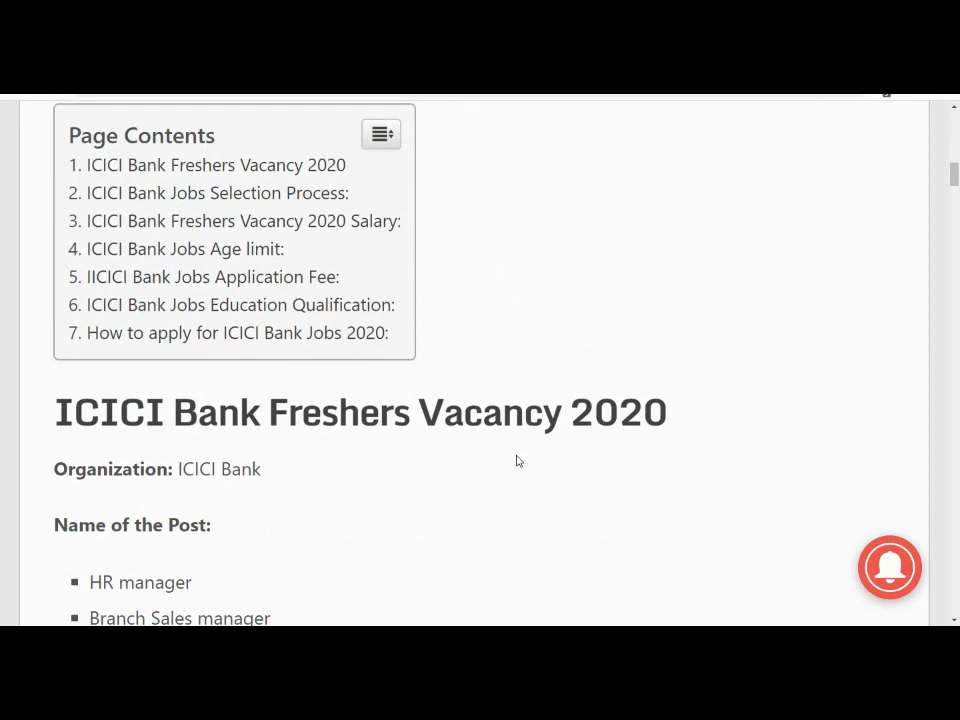 Page Contents
1. ICICI Bank Freshers Vacancy 2020
2. ICICI Bank Jobs Selection Process:
3. ICICI Bank Freshers Vacancy 2020 Salary:
4. ICICI Bank Jobs Age limit:
5. IICICI Bank Jobs Application Fee:
6. ICICI Bank Jobs Education Qualification:
7. How to apply for ICICI Bank Jobs 2020:
ICICI Bank Freshers Vacancy 2020
Organization: ICICI Bank
Name of the Post:
HR manager
Branch Sales manager